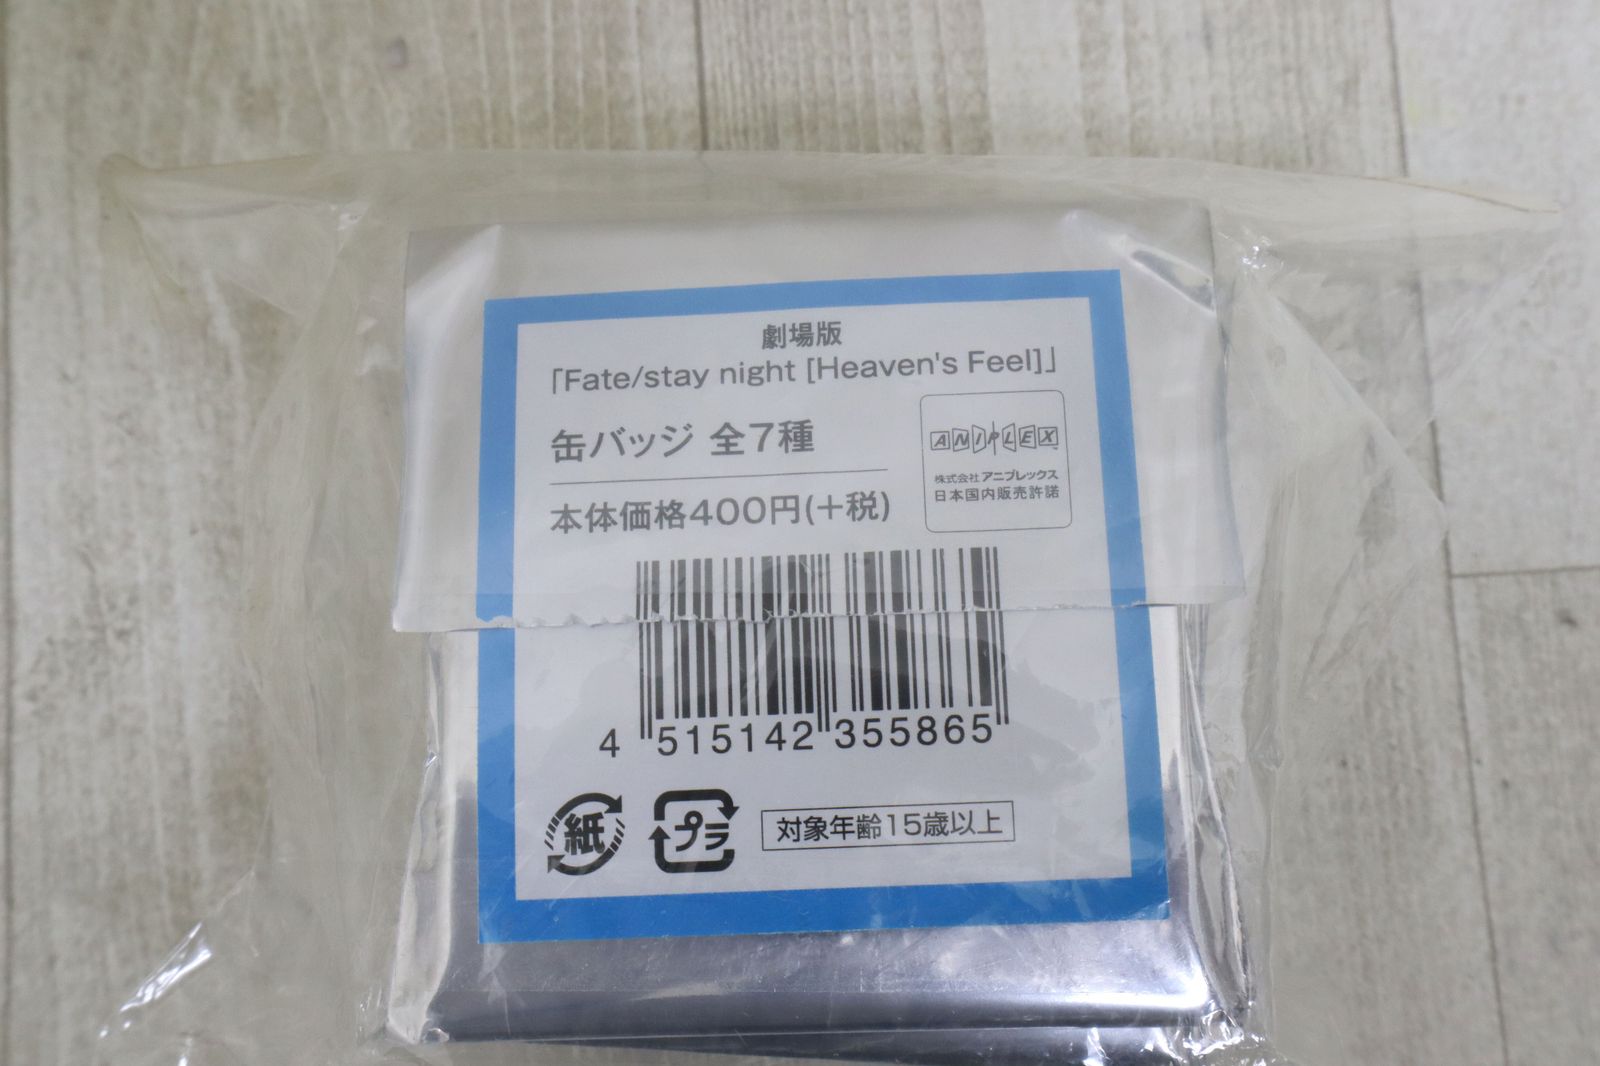 劇場版
「Fate/stay night [Heaven's Feel]」
缶バッジ 全7種
本体価格400円(+税)
ANIPLEX
株式会社アニプレックス
日本国内販売許諾
4 515142 355865
紙
プラ
対象年齢15歳以上